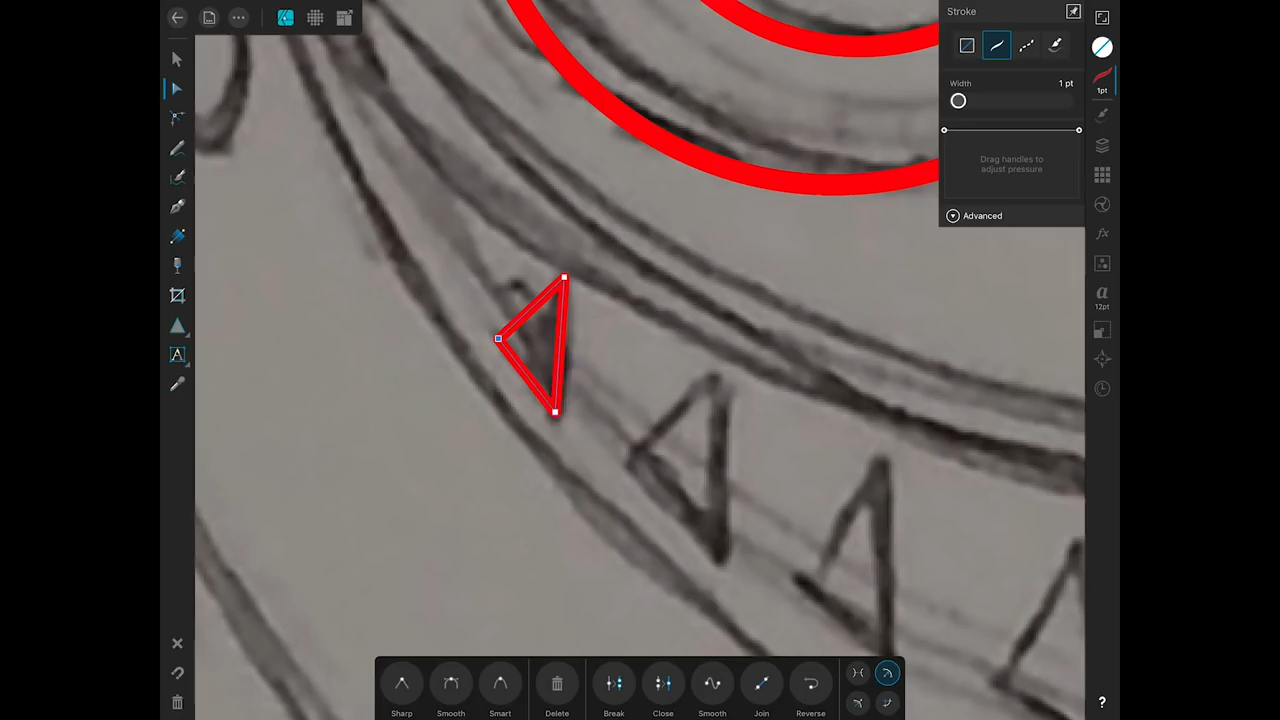 Stroke
Width 1 pt
1pt
Drag handles to
adjust pressure
Advanced
a
12pt
fx
A
Sharp Smooth Smart Delete Break Close Smooth Join Reverse
?